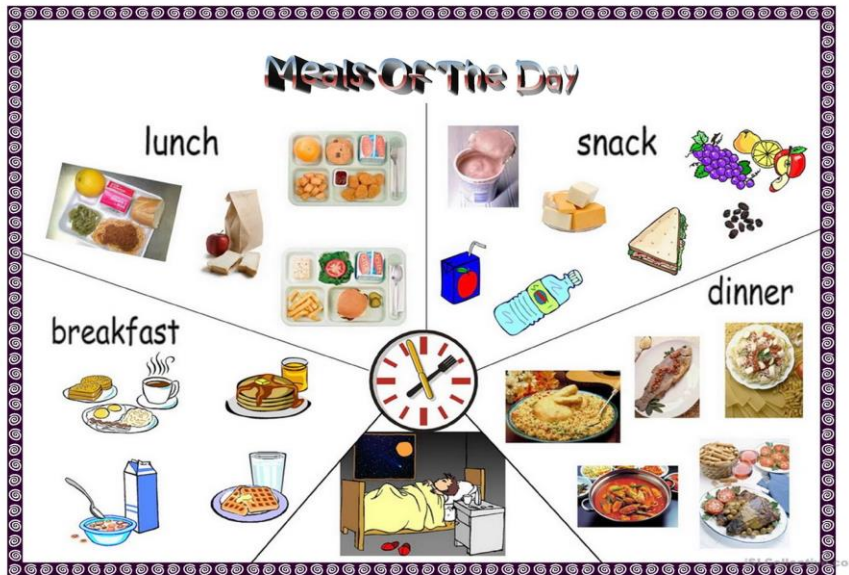 Meals Of The Day
lunch
snack
dinner
breakfast